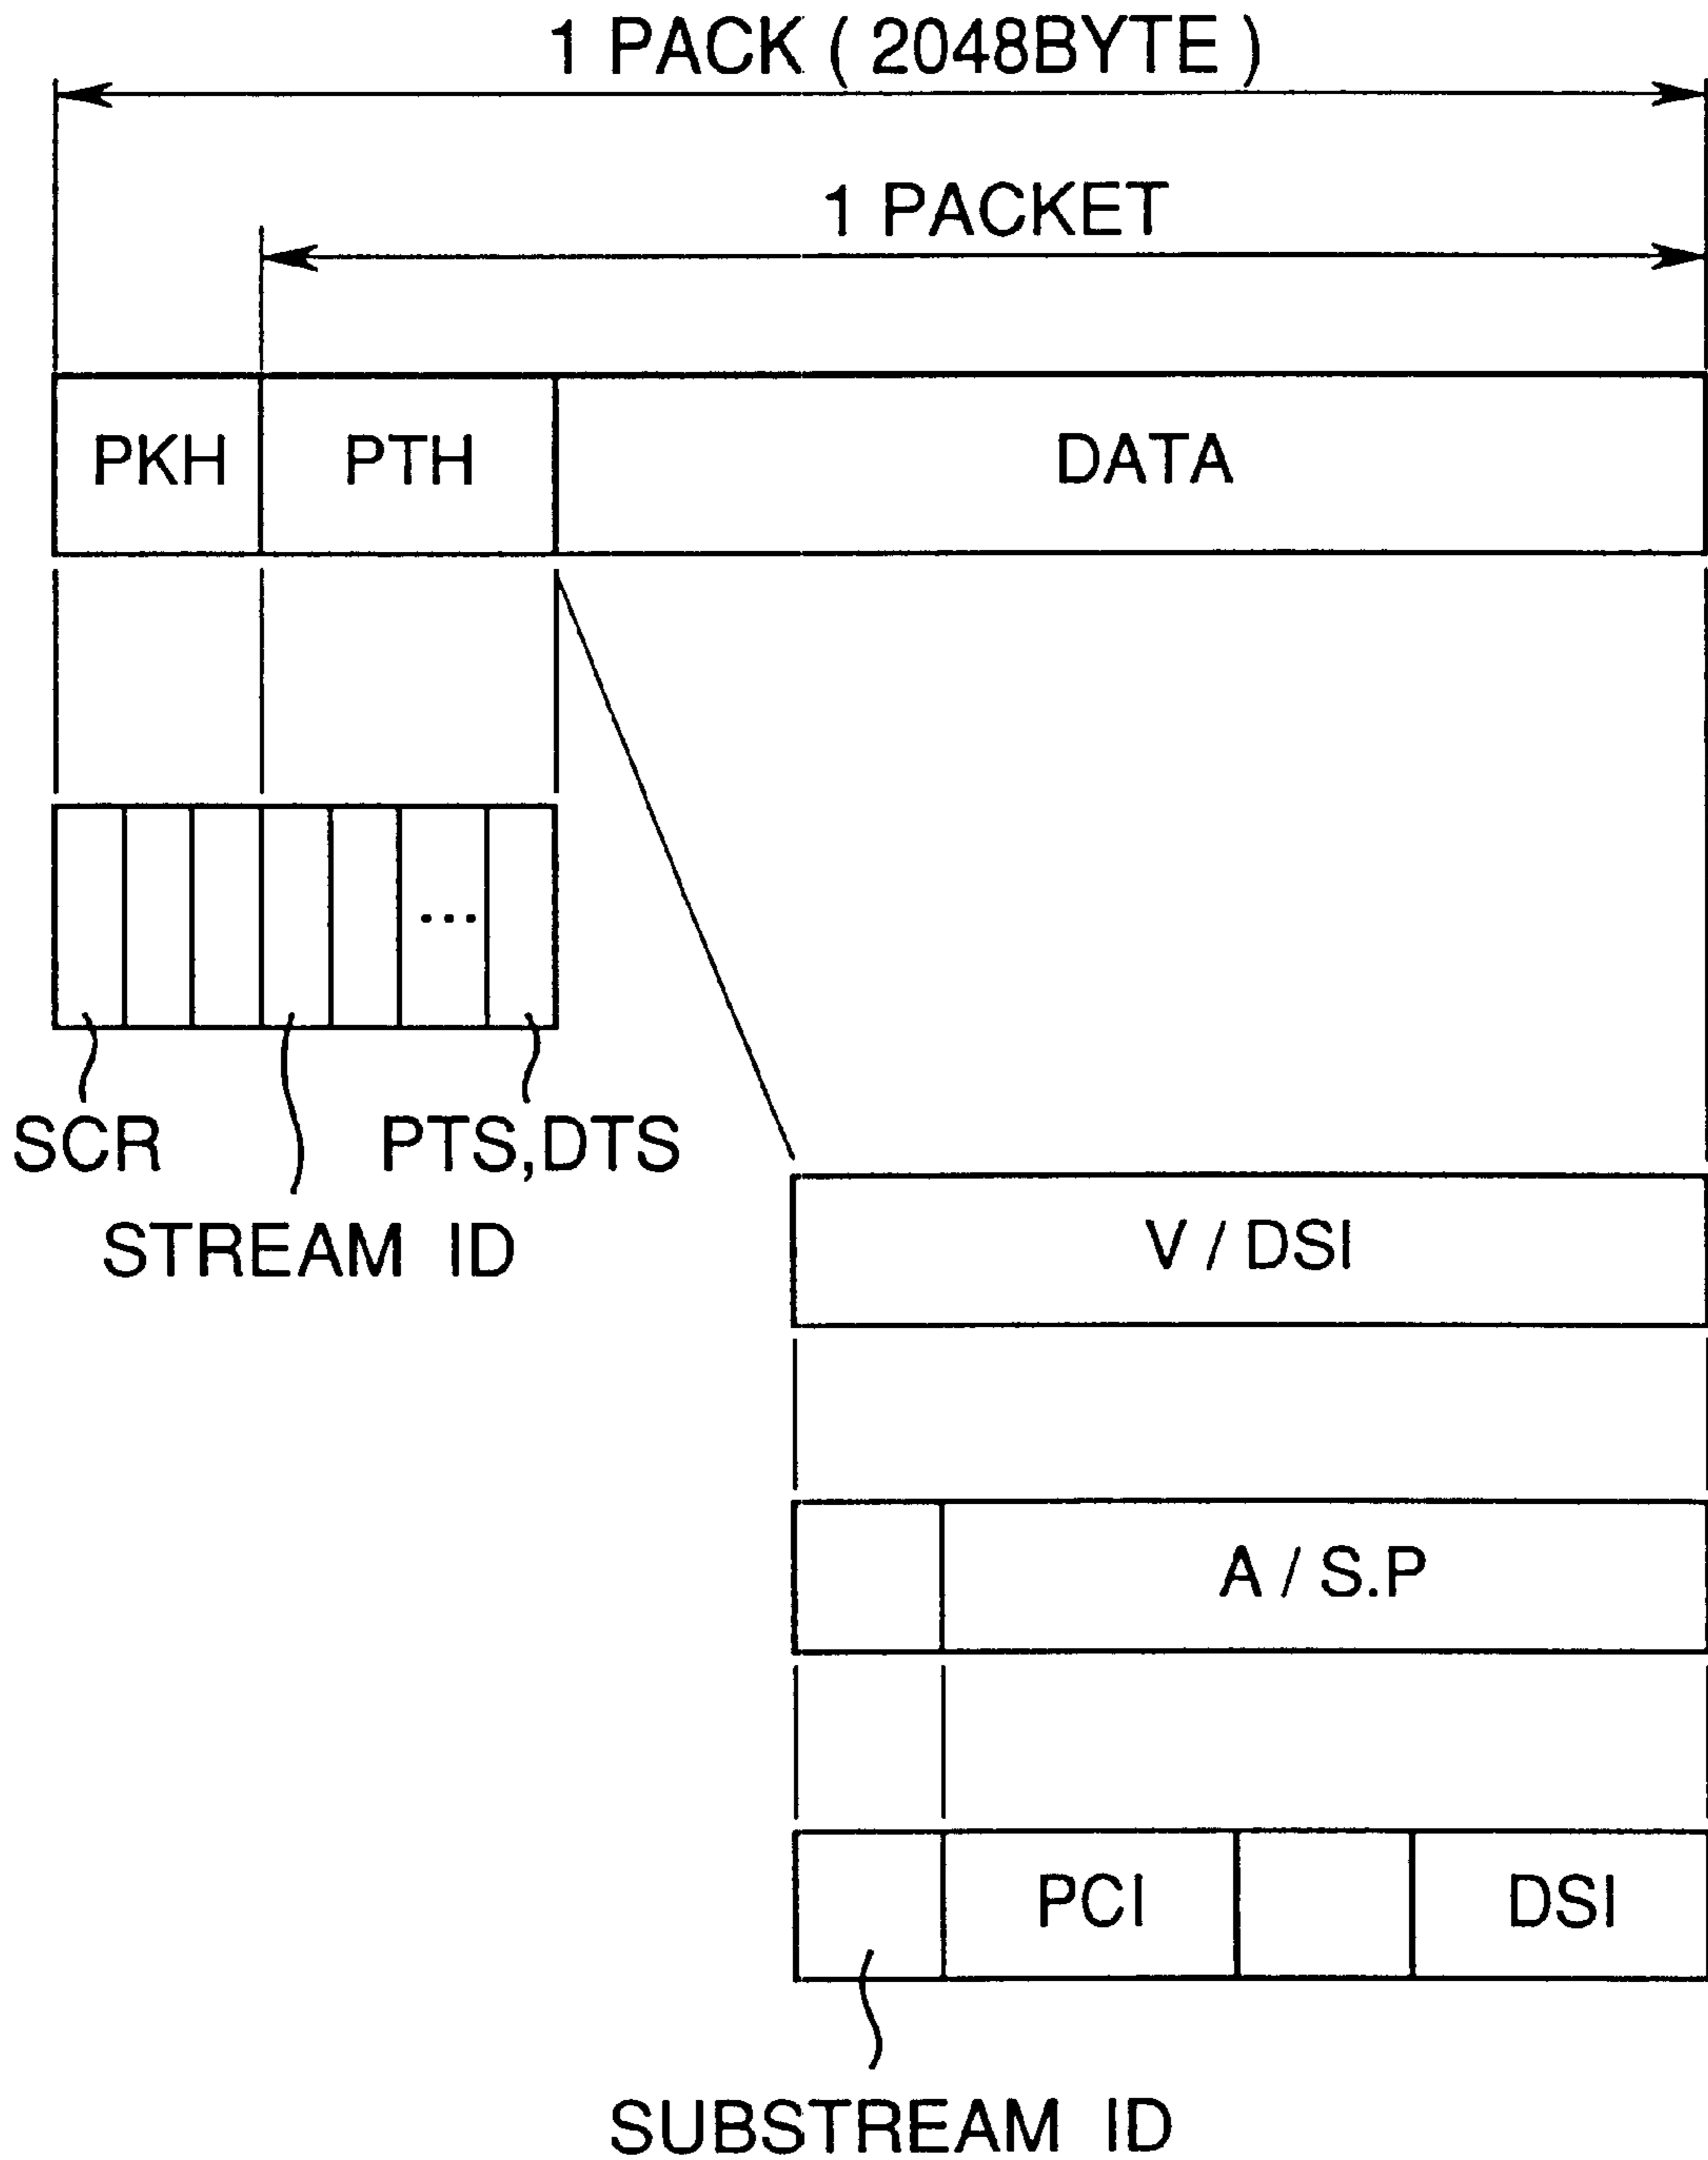 1 PACK ( 2048BYTE )
1 PACKET
PKH PTH DATA
...
SCR PTS,DTS
STREAM ID
V / DSI
A / S.P
PCI DSI
SUBSTREAM ID